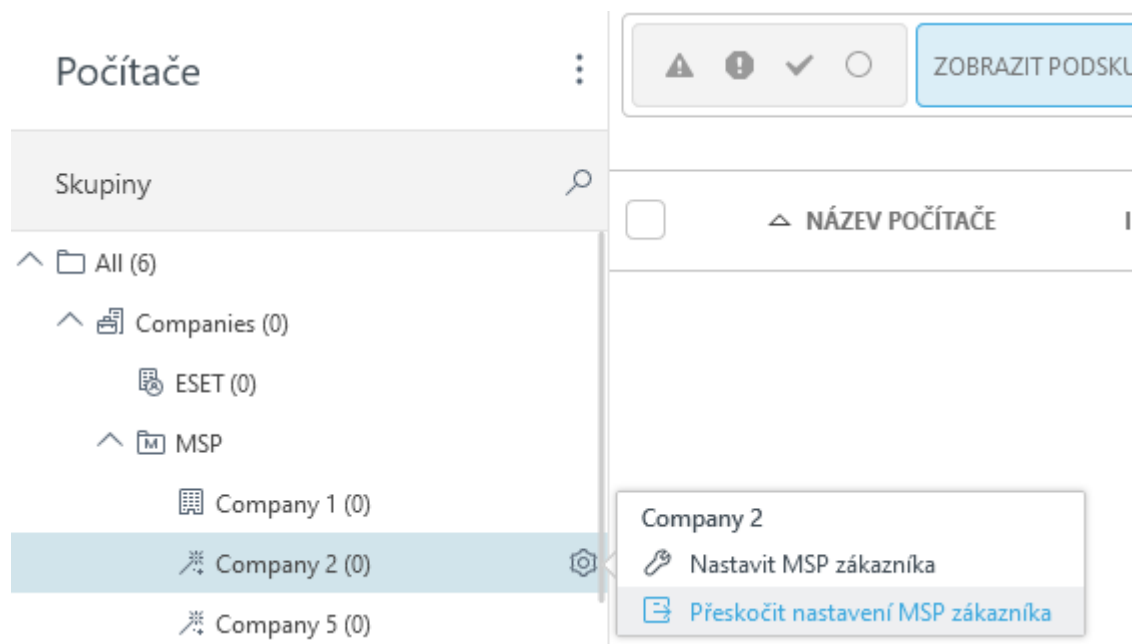 Počítače
ZOBRAZIT PODSKU
Skupiny
NÁZEV POČÍTAČE
All (6)
Companies (0)
ESET (0)
MSP
Company 1 (0)
Company 2
Company 2 (0)
Nastavit MSP zákazníka
Přeskočit nastavení MSP zákazníka
Company 5 (0)